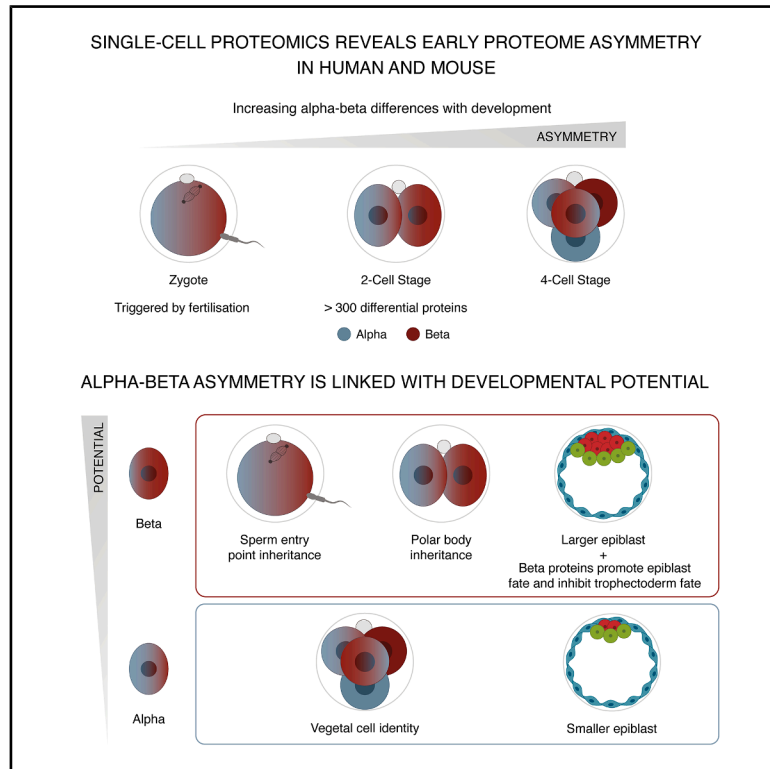 SINGLE-CELL PROTEOMICS REVEALS EARLY PROTEOME ASYMMETRY
IN HUMAN AND MOUSE
Increasing alpha-beta differences with development
ASYMMETRY
Zygote
2-Cell Stage
4-Cell Stage
Triggered by fertilisation
> 300 differential proteins
Alpha
Beta
ALPHA-BETA ASYMMETRY IS LINKED WITH DEVELOPMENTAL POTENTIAL
POTENTIAL
Beta
Sperm entry
point inheritance
Polar body
inheritance
Larger epiblast
+
Beta proteins promote epiblast
fate and inhibit trophectoderm fate
Alpha
Vegetal cell identity
Smaller epiblast